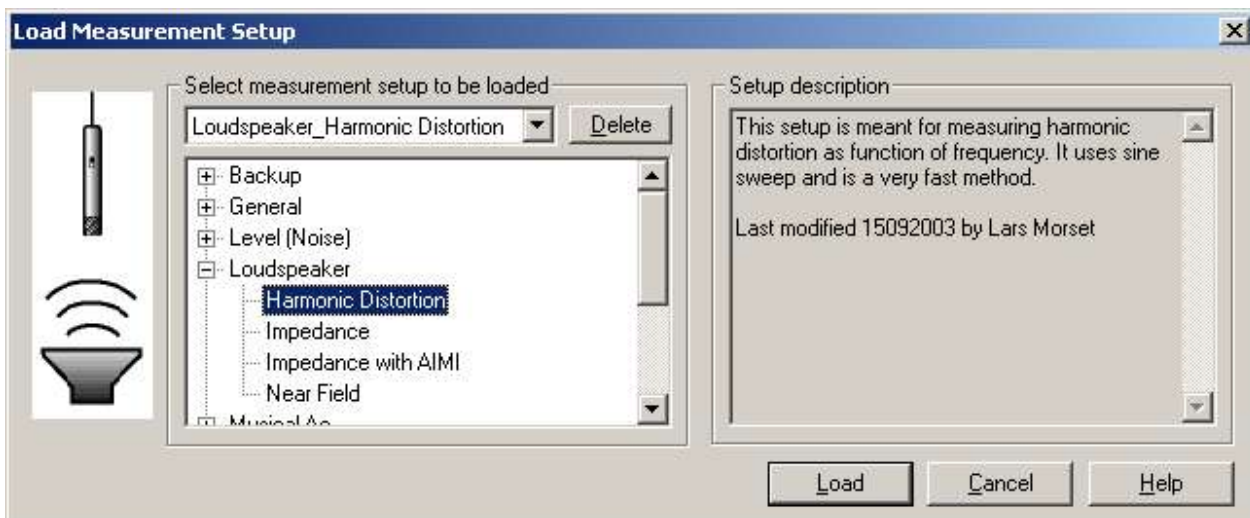 Load Measurement Setup
Select measurement setup to be loaded
Loudspeaker_Harmonic Distortion
Delete
Backup
General
Level (Noise)
Loudspeaker
Harmonic Distortion
Impedance
Impedance with AIMI
Near Field
Setup description
This setup is meant for measuring harmonic
distortion as function of frequency. It uses sine
sweep and is a very fast method.
Last modified 15092003 by Lars Morset
Load
Cancel
Help